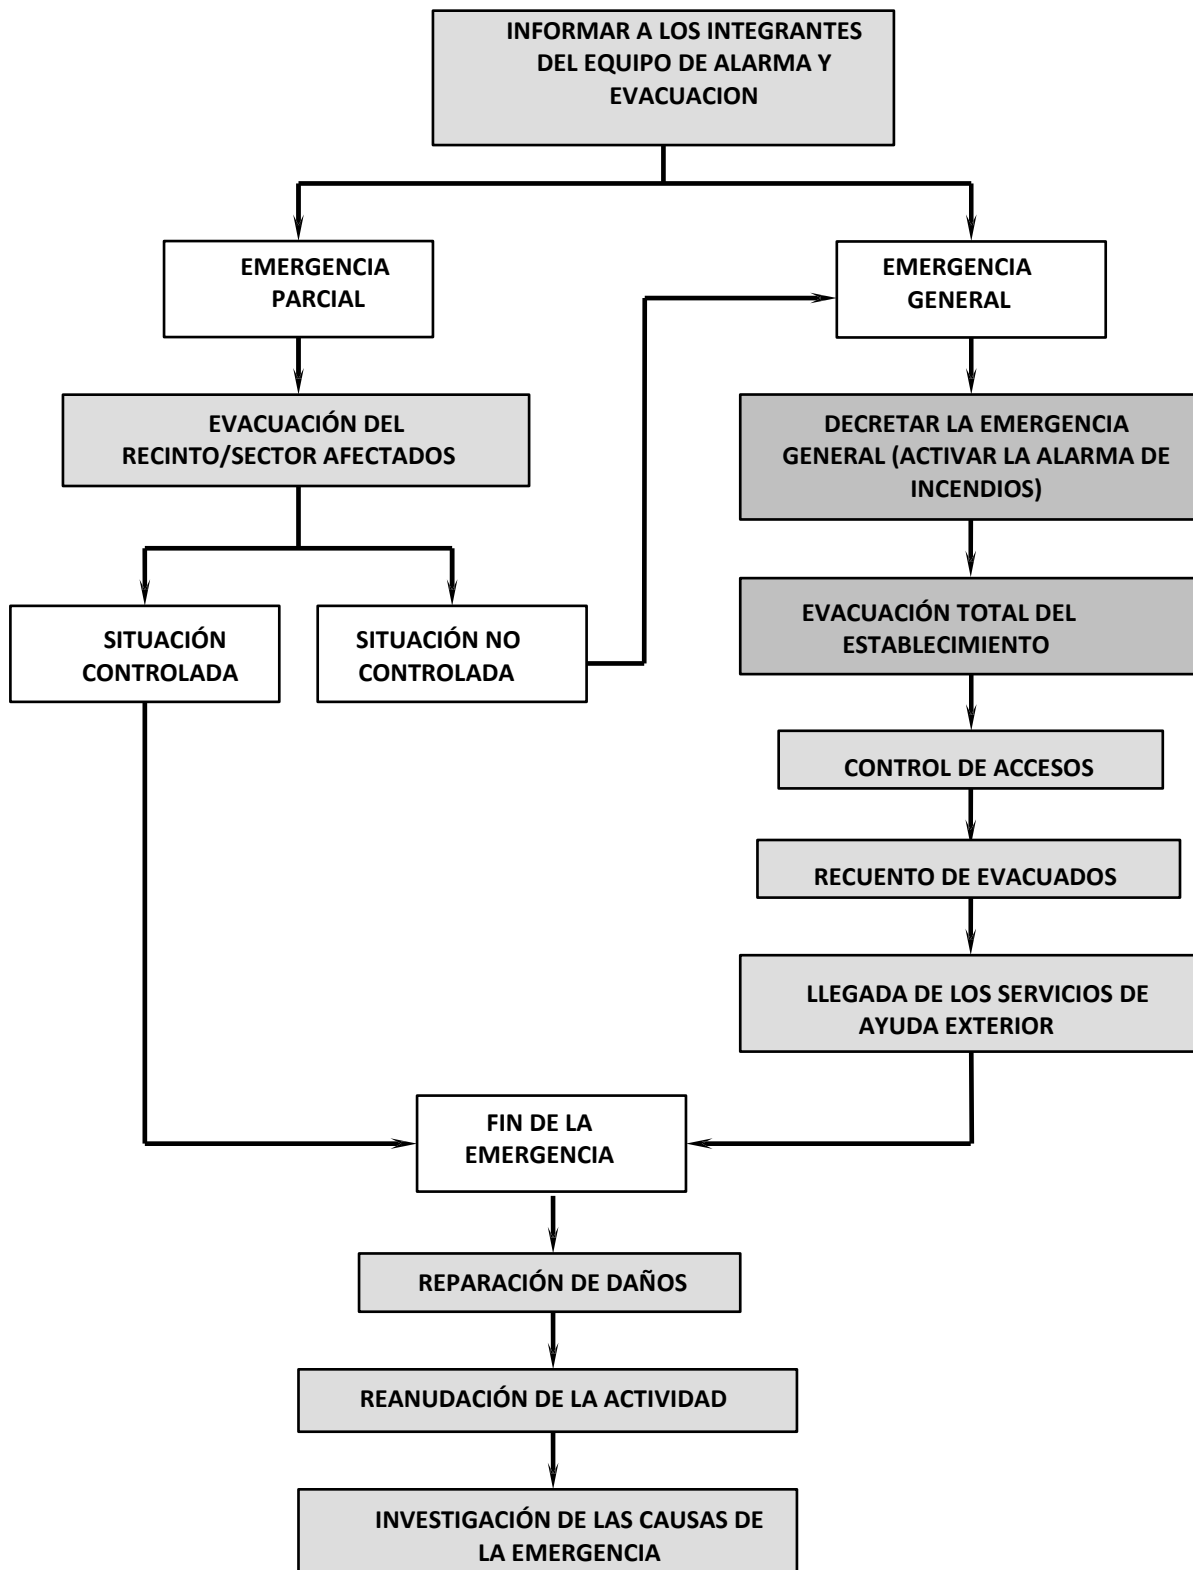 INFORMAR A LOS INTEGRANTES
DEL EQUIPO DE ALARMA Y
EVACUACION
EMERGENCIA
PARCIAL
EMERGENCIA
GENERAL
EVACUACIÓN DEL
RECINTO/SECTOR AFECTADOS
DECRETAR LA EMERGENCIA
GENERAL (ACTIVAR LA ALARMA DE
INCENDIOS)
SITUACIÓN
CONTROLADA
SITUACIÓN NO
CONTROLADA
EVACUACIÓN TOTAL DEL
ESTABLECIMIENTO
CONTROL DE ACCESOS
RECUENTO DE EVACUADOS
LLEGADA DE LOS SERVICIOS DE
AYUDA EXTERIOR
FIN DE LA
EMERGENCIA
REPARACIÓN DE DAÑOS
REANUDACIÓN DE LA ACTIVIDAD
INVESTIGACIÓN DE LAS CAUSAS DE
LA EMERGENCIA